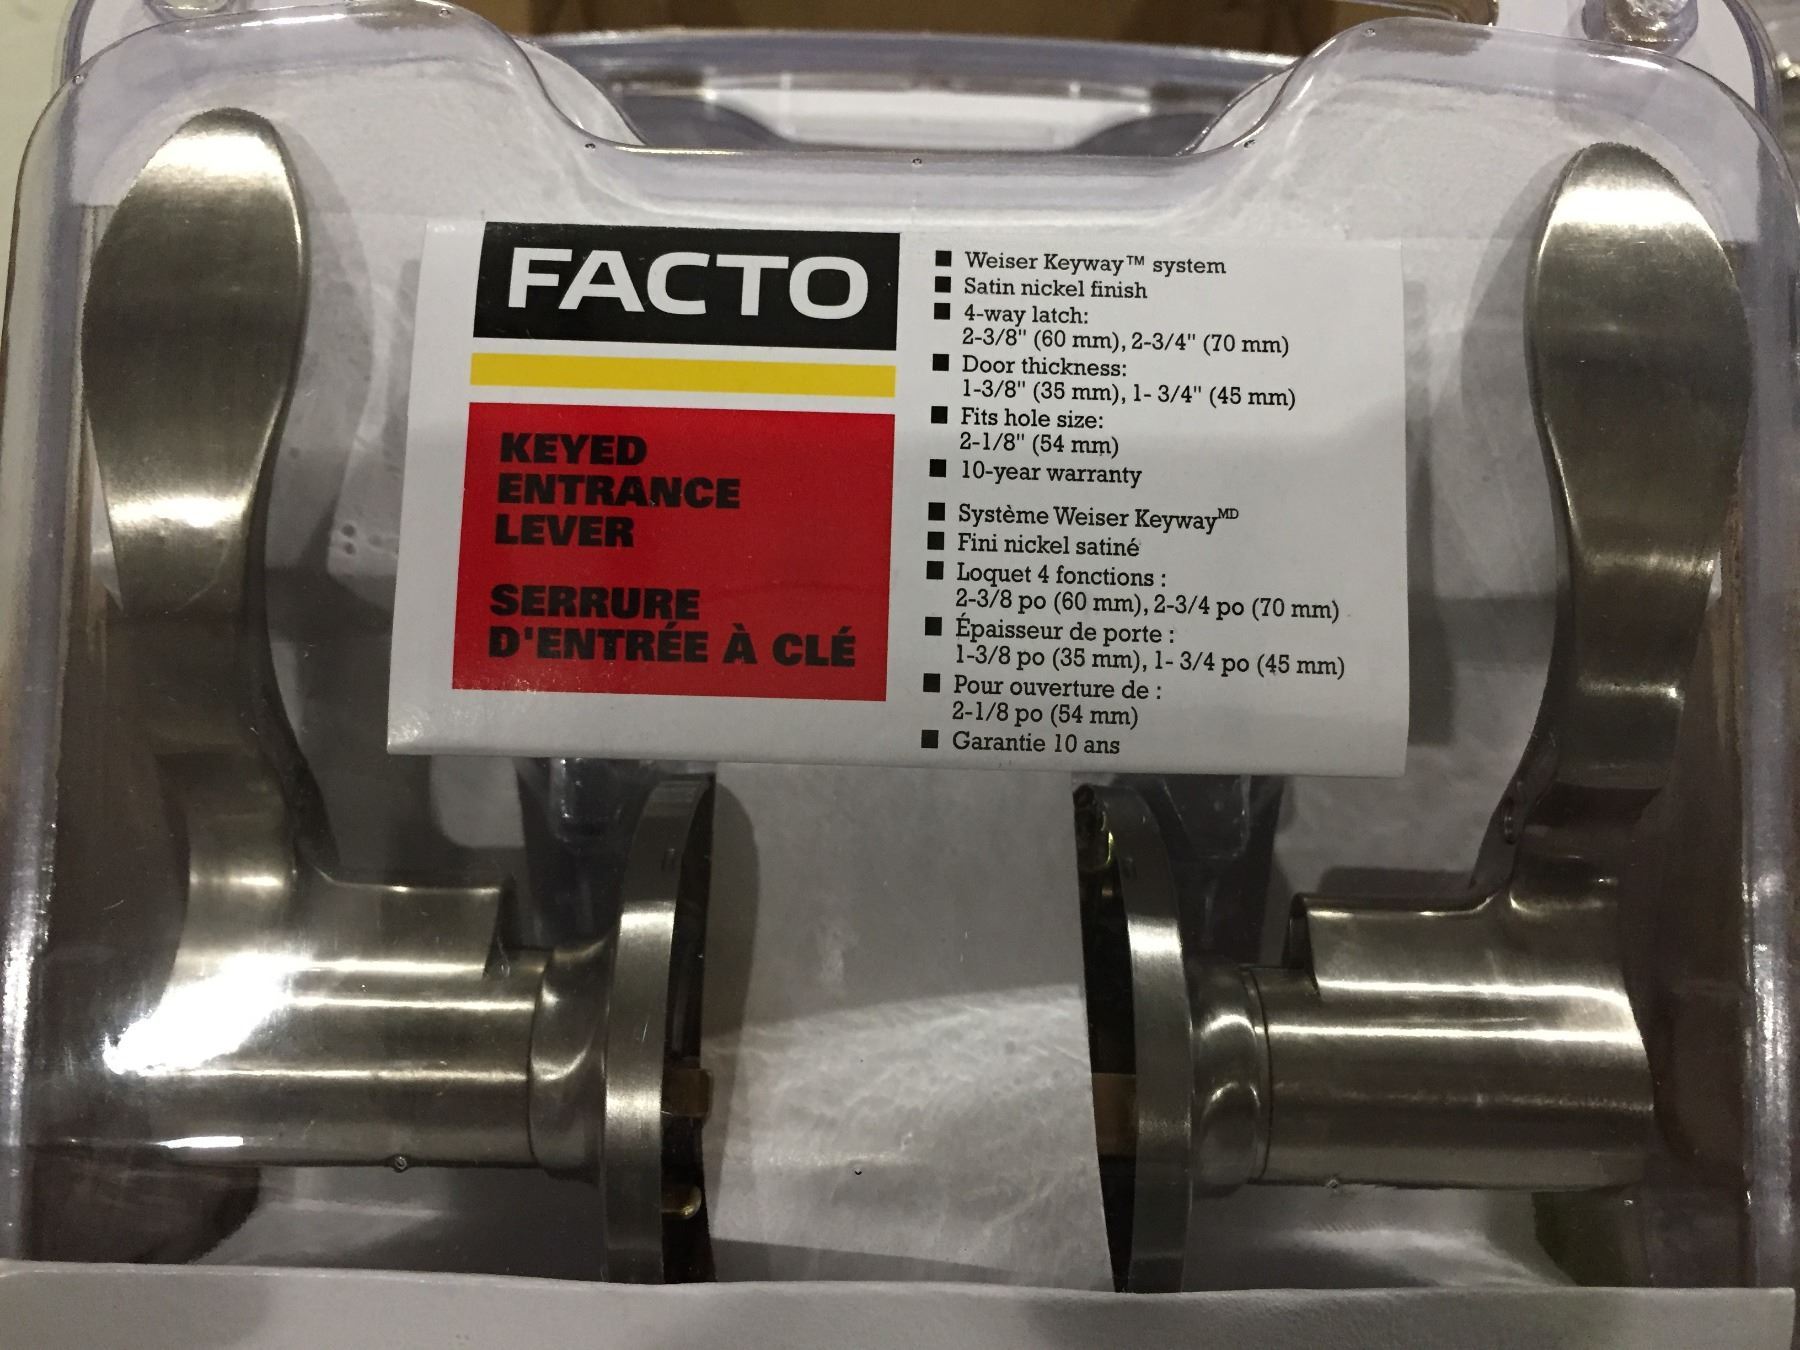 FACTO
KEYED
ENTRANCE
LEVER
SERRURE
D'ENTRÉE À CLÉ
■ Weiser Keyway™ system
■ Satin nickel finish
■ 4-way latch:
2-3/8" (60 mm), 2-3/4" (70 mm)
■ Door thickness:
1-3/8" (35 mm), 1- 3/4" (45 mm)
■ Fits hole size:
2-1/8" (54 mm)
■ 10-year warranty
■ Système Weiser Keyway MD
■ Fini nickel satiné
■ Loquet 4 fonctions :
2-3/8 po (60 mm), 2-3/4 po (70 mm)
■ Épaisseur de porte :
1-3/8 po (35 mm), 1- 3/4 po (45 mm)
■ Pour ouverture de :
2-1/8 po (54 mm)
■ Garantie 10 ans